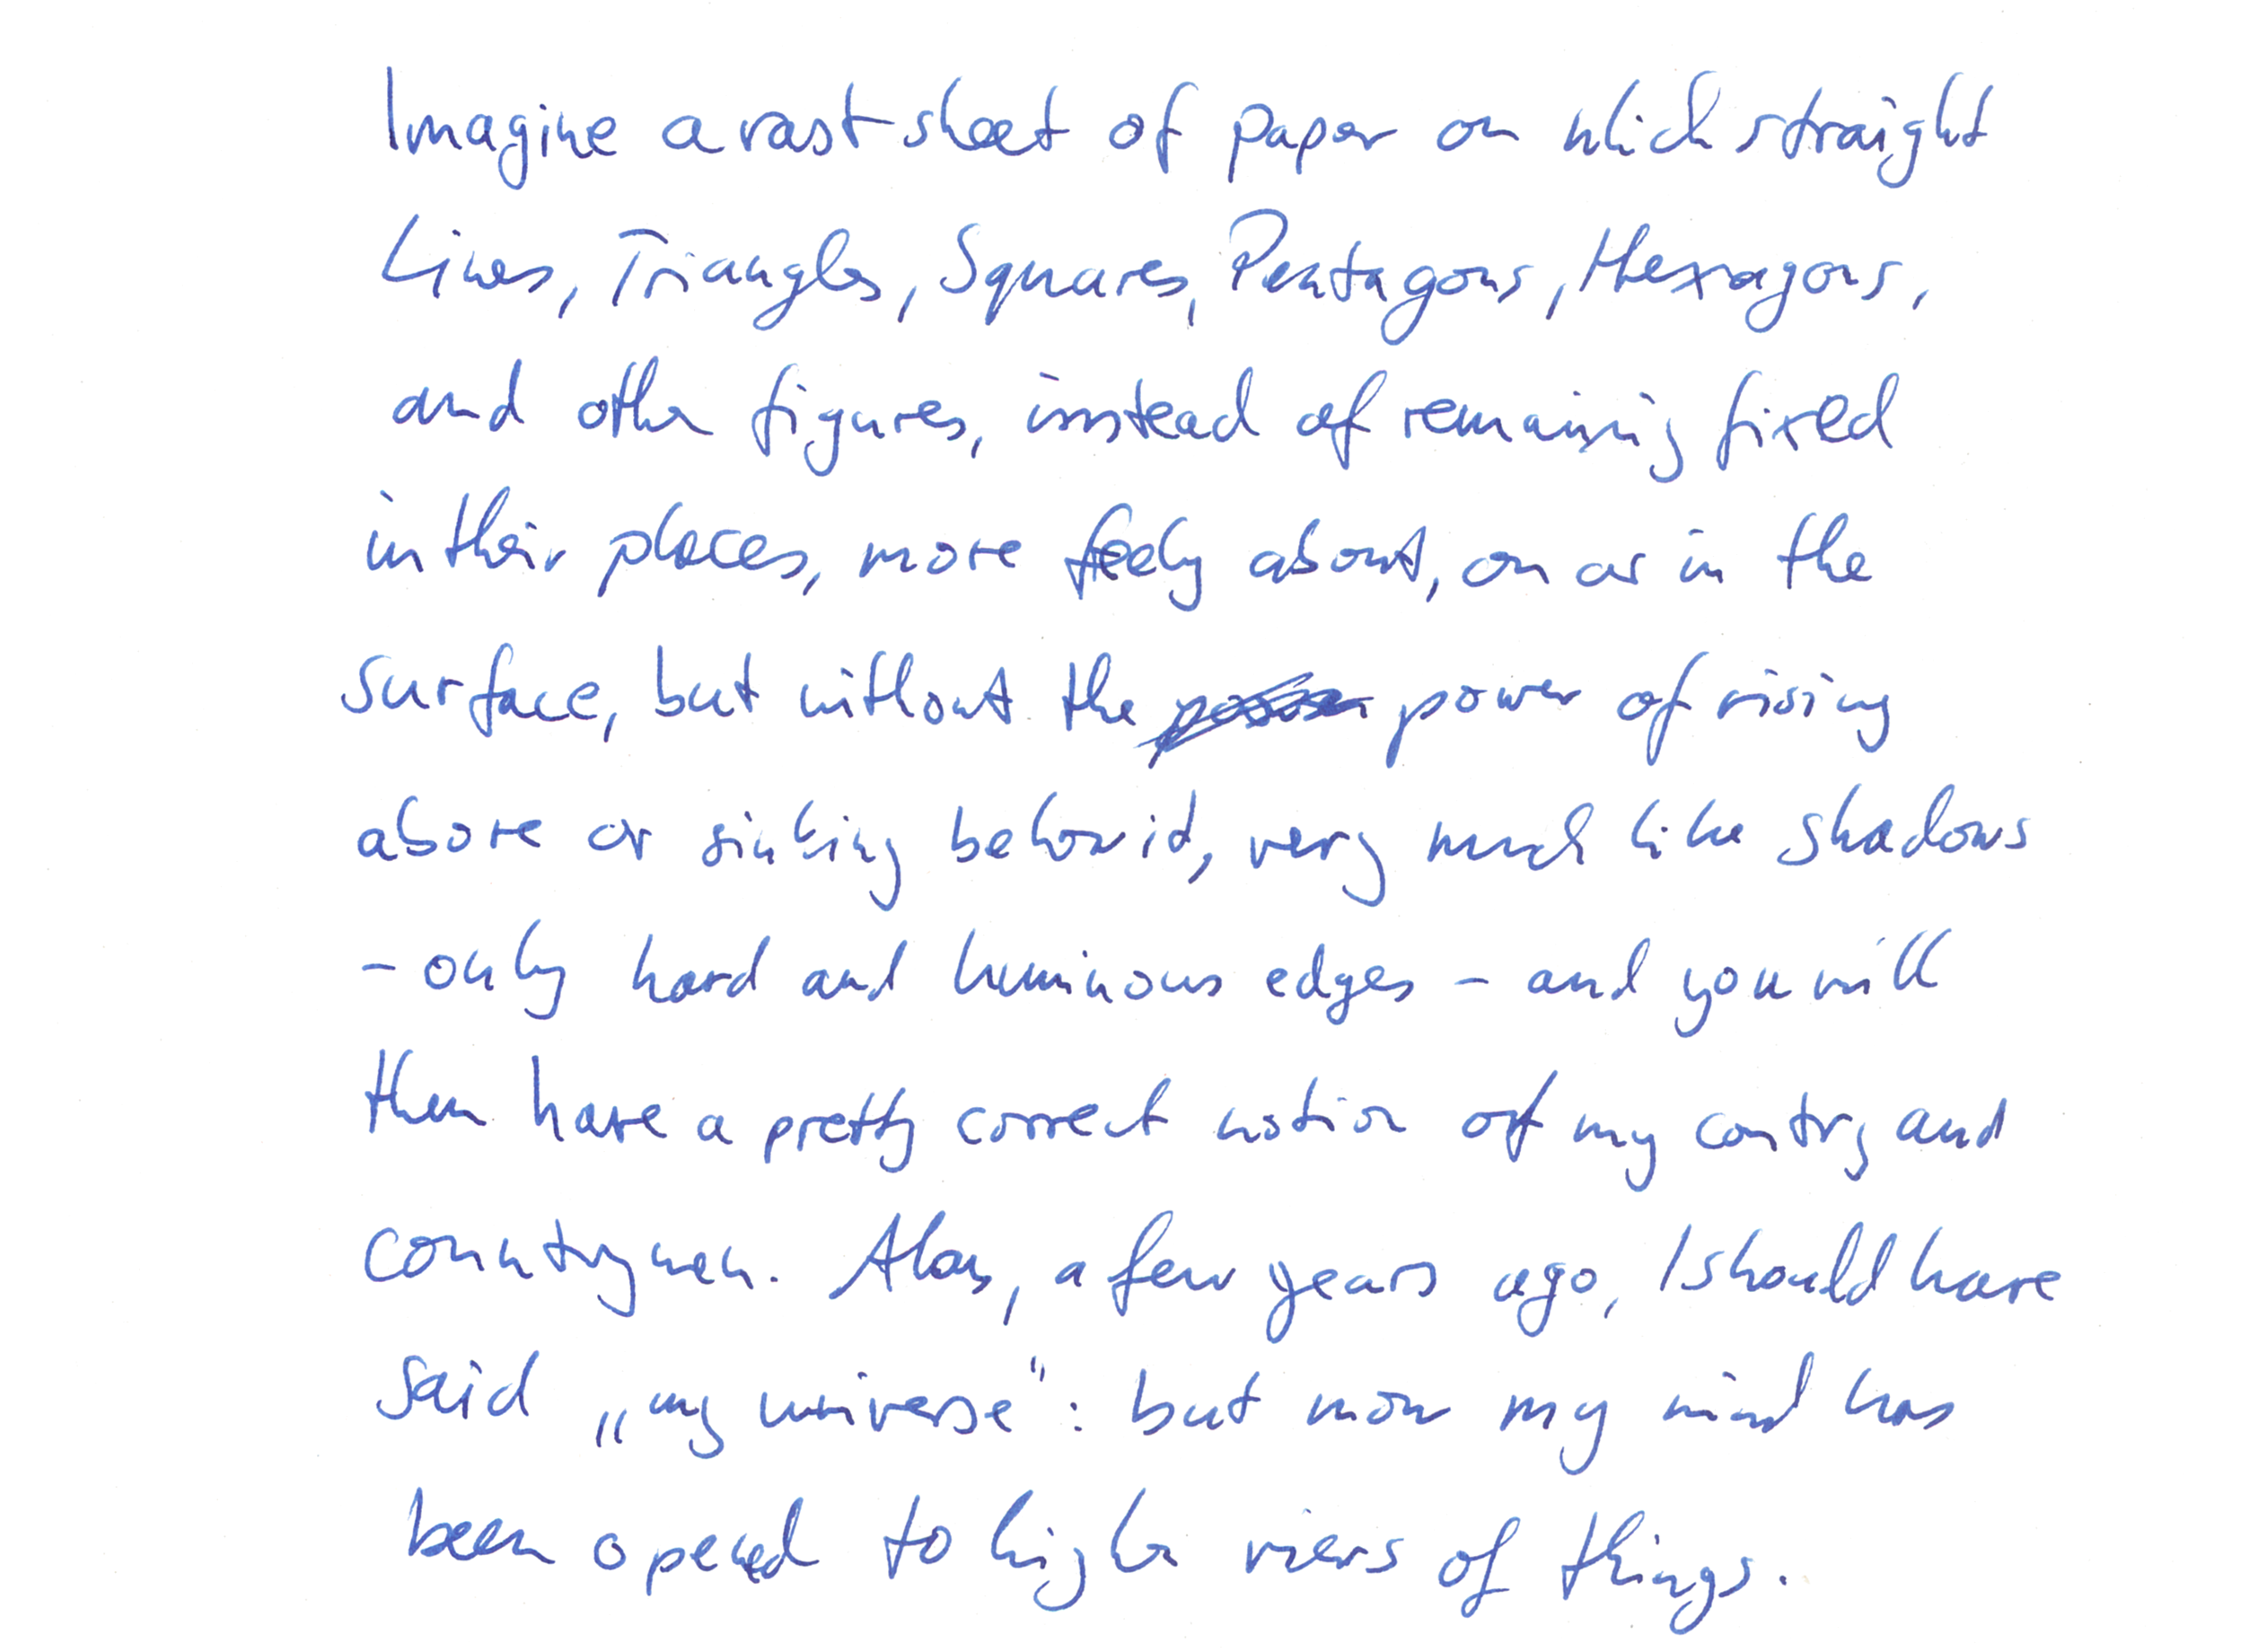 Imagine a vast sheet of paper on which straight
Lines, Triangles, Squares, Pentagons, Hexagons,
and other figures, instead of remaining fixed
in their places, move freely about, on or in the
surface, but without the power of rising
above or sinking below it, very much like shadows
- only hard and luminous edges - and you will
then have a pretty correct notion of my contry and
countrymen. Alas, a few years ago, I should have
said „my universe“: but now my mind has
been opened to higher views of things.